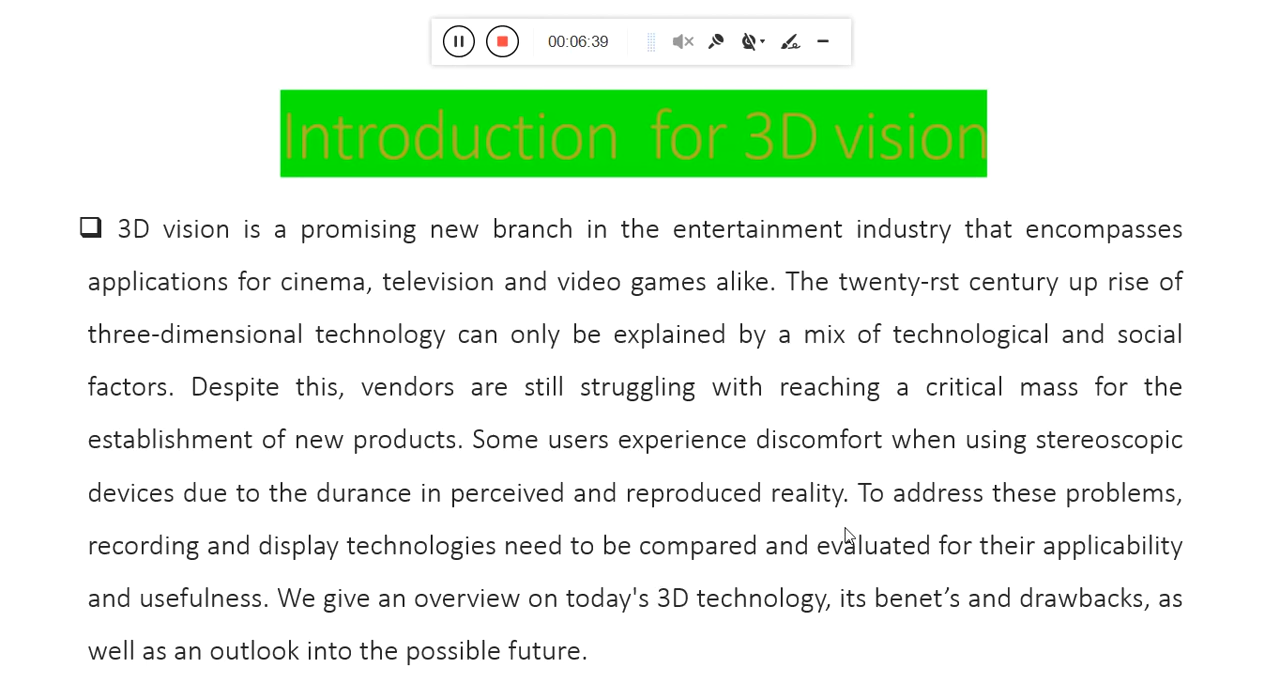 00:06:39
Introduction for 3D vision
3D vision is a promising new branch in the entertainment industry that encompasses
applications for cinema, television and video games alike. The twenty-rst century up rise of
three-dimensional technology can only be explained by a mix of technological and social
factors. Despite this, vendors are still struggling with reaching a critical mass for the
establishment of new products. Some users experience discomfort when using stereoscopic
devices due to the durance in perceived and reproduced reality. To address these problems,
recording and display technologies need to be compared and evaluated for their applicability
and usefulness. We give an overview on today's 3D technology, its benet’s and drawbacks, as
well as an outlook into the possible future.